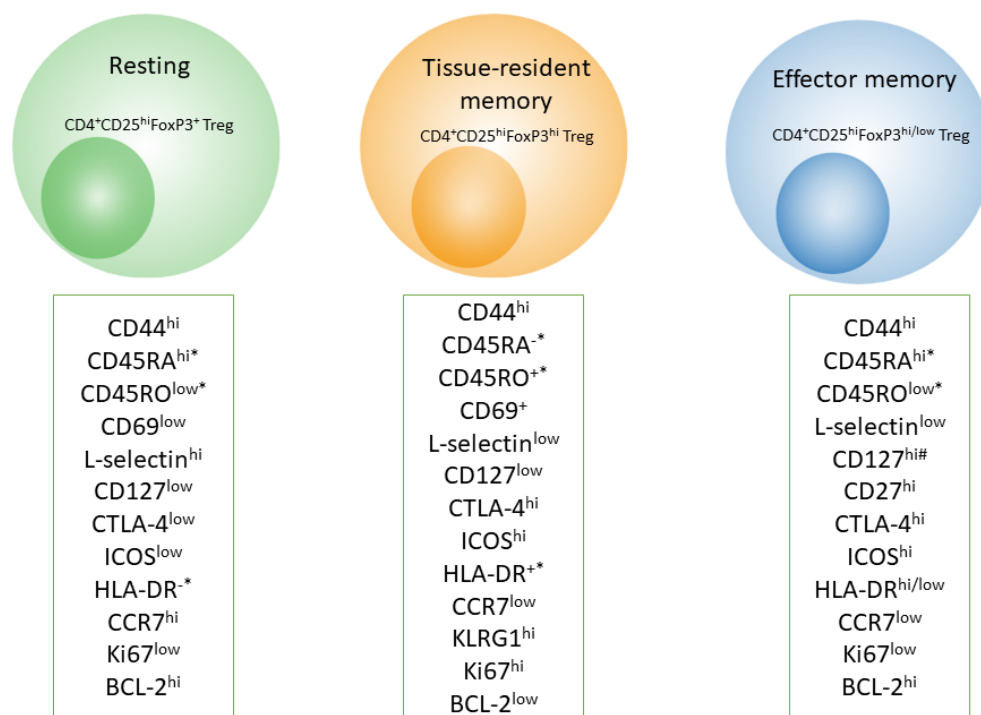 Resting
CD4⁺CD25ʰⁱFoxP3⁺ Treg
CD44ʰⁱ
CD45RAʰⁱ*
CD45ROˡᵒʷ*
CD69ˡᵒʷ
L-selectinʰⁱ
CD127ˡᵒʷ
CTLA-4ˡᵒʷ
ICOSˡᵒʷ
HLA-DR⁻*
CCR7ʰⁱ
Ki67ˡᵒʷ
BCL-2ʰⁱ
Tissue-resident
memory
CD4⁺CD25ʰⁱFoxP3ʰⁱ Treg
CD44ʰⁱ
CD45RA⁻*
CD45RO⁺*
CD69⁺
L-selectinˡᵒʷ
CD127ˡᵒʷ
CTLA-4ʰⁱ
ICOSʰⁱ
HLA-DR⁺*
CCR7ˡᵒʷ
KLRG1ʰⁱ
Ki67ʰⁱ
BCL-2ˡᵒʷ
Effector memory
CD4⁺CD25ʰⁱFoxP3ʰⁱ/ˡᵒʷ Treg
CD44ʰⁱ
CD45RAʰⁱ*
CD45ROˡᵒʷ*
L-selectinˡᵒʷ
CD127ʰⁱ#
CD27ʰⁱ
CTLA-4ʰⁱ
ICOSʰⁱ
HLA-DRʰⁱ/ˡᵒʷ
CCR7ˡᵒʷ
Ki67ˡᵒʷ
BCL-2ʰⁱ